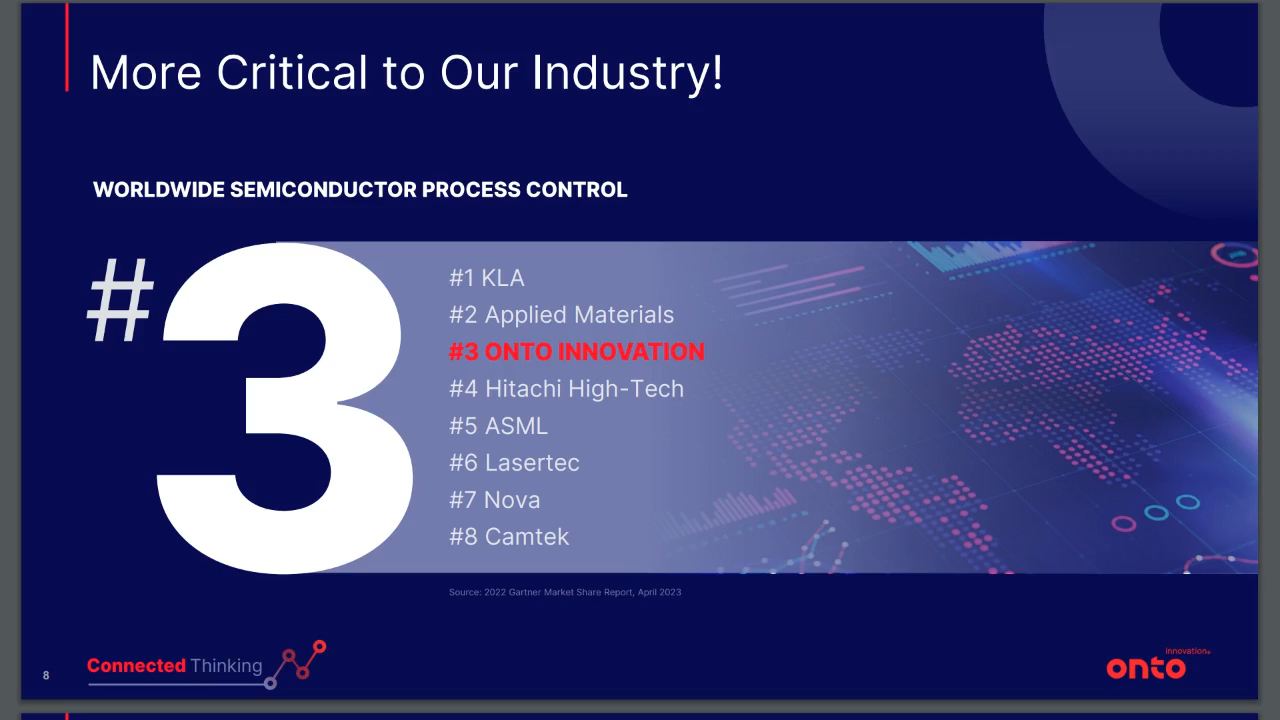 More Critical to Our Industry!
WORLDWIDE SEMICONDUCTOR PROCESS CONTROL
#3
#1 KLA
#2 Applied Materials
#3 ONTO INNOVATION
#4 Hitachi High-Tech
#5 ASML
#6 Lasertec
#7 Nova
#8 Camtek
Source: 2022 Gartner Market Share Report, April 2023
8
Connected Thinking
innovation
onto